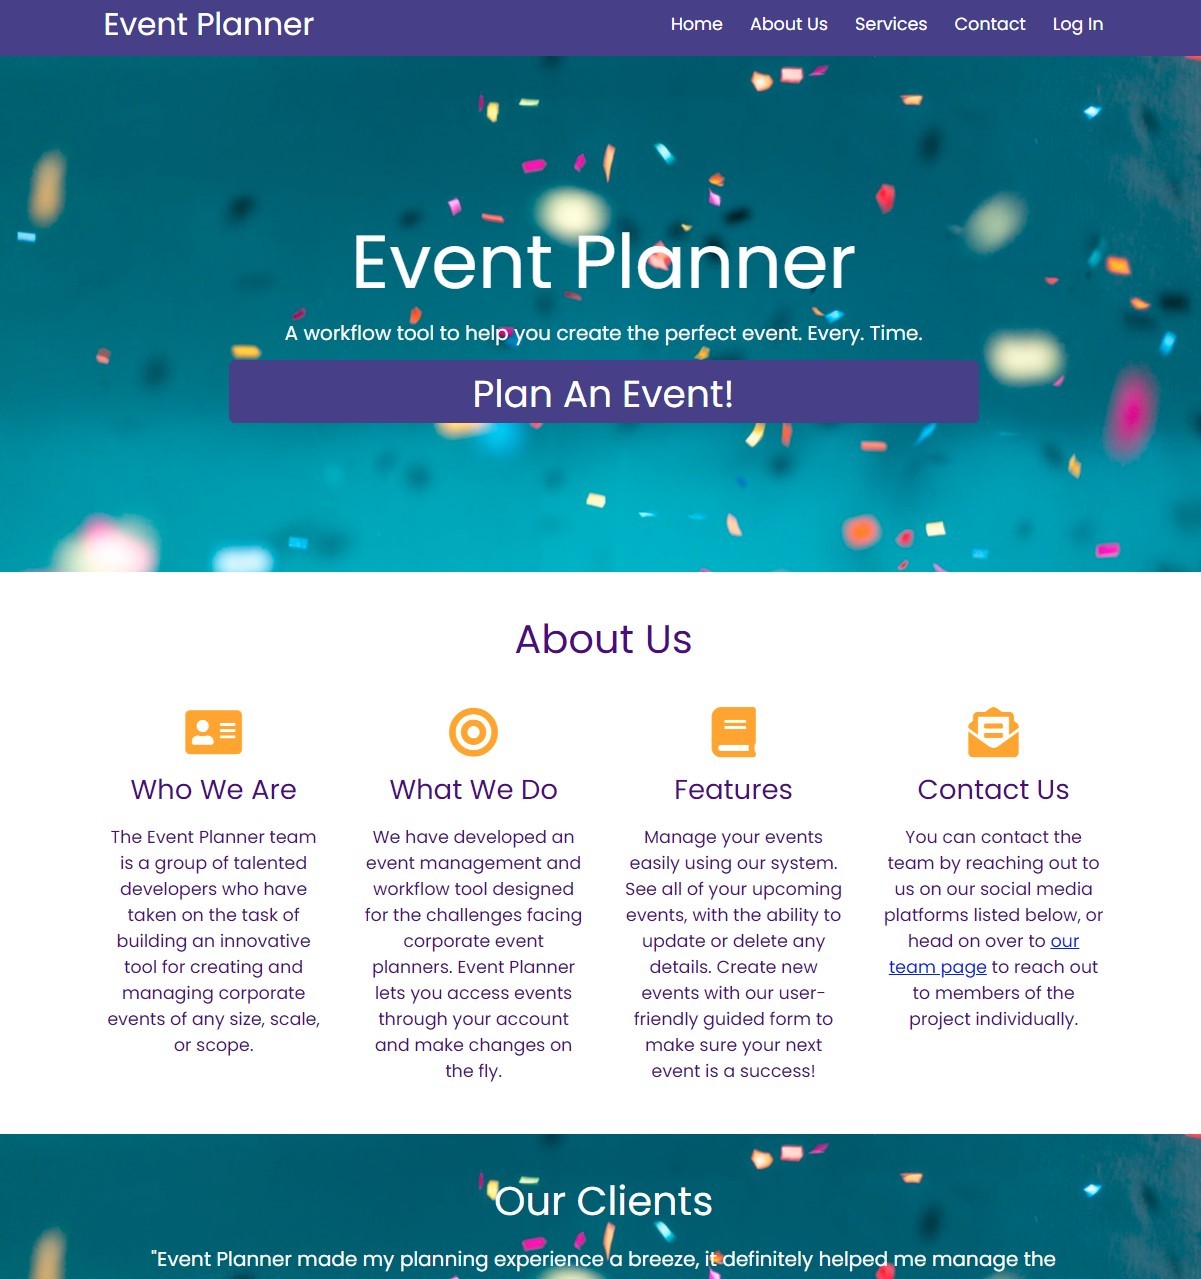 Event Planner
Home About Us Services Contact Log In
Event Planner
A workflow tool to help you create the perfect event. Every. Time.
Plan An Event!
About Us
Who We Are
The Event Planner team
is a group of talented
developers who have
taken on the task of
building an innovative
tool for creating and
managing corporate
events of any size, scale,
or scope.
What We Do
We have developed an
event management and
workflow tool designed
for the challenges facing
corporate event
planners. Event Planner
lets you access events
through your account
and make changes on
the fly.
Features
Manage your events
easily using our system.
See all of your upcoming
events, with the ability to
update or delete any
details. Create new
events with our user-
friendly guided form to
make sure your next
event is a success!
Contact Us
You can contact the
team by reaching out to
us on our social media
platforms listed below, or
head on over to our
team page to reach out
to members of the
project individually.
Our Clients
"Event Planner made my planning experience a breeze, it definitely helped me manage the